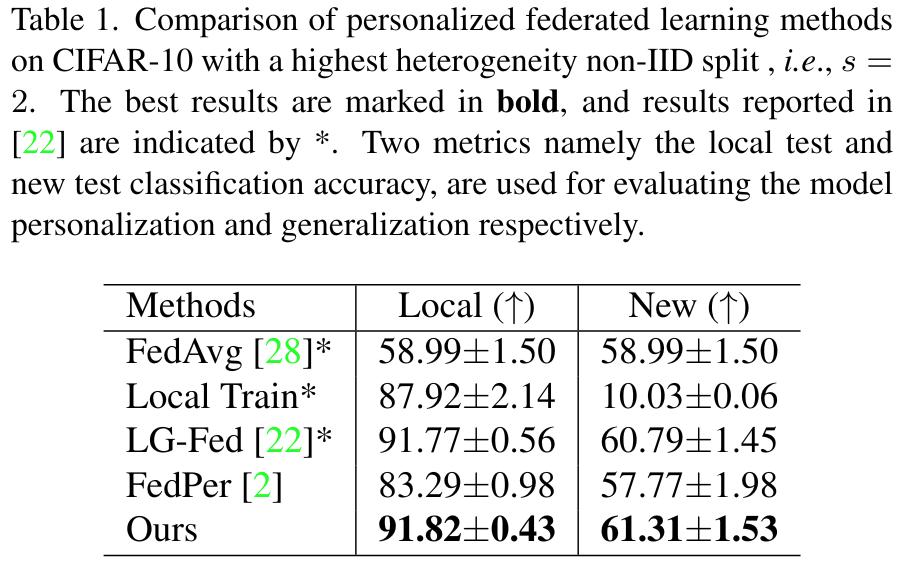 Table 1. Comparison of personalized federated learning methods
on CIFAR-10 with a highest heterogeneity non-IID split , i.e., s =
2. The best results are marked in bold, and results reported in
[22] are indicated by *. Two metrics namely the local test and
new test classification accuracy, are used for evaluating the model
personalization and generalization respectively.
Methods Local (↑) New (↑)
FedAvg [28]* 58.99±1.50 58.99±1.50
Local Train* 87.92±2.14 10.03±0.06
LG-Fed [22]* 91.77±0.56 60.79±1.45
FedPer [2] 83.29±0.98 57.77±1.98
Ours 91.82±0.43 61.31±1.53